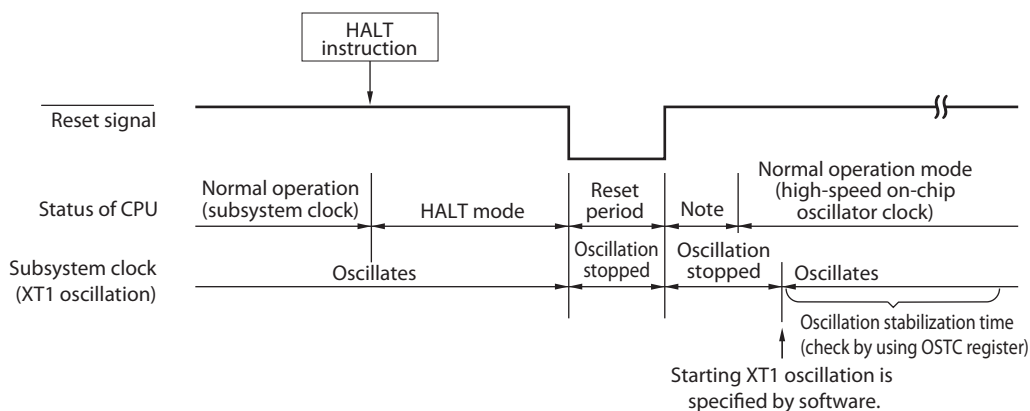 HALT
instruction
Reset signal
Normal operation
(subsystem clock)
HALT mode
Reset
period
Note
Normal operation mode
(high-speed on-chip
oscillator clock)
Status of CPU
Subsystem clock
(XT1 oscillation)
Oscillates
Oscillation
stopped
Oscillation
stopped
Oscillates
Oscillation stabilization time
(check by using OSTC register)
Starting XT1 oscillation is
specified by software.